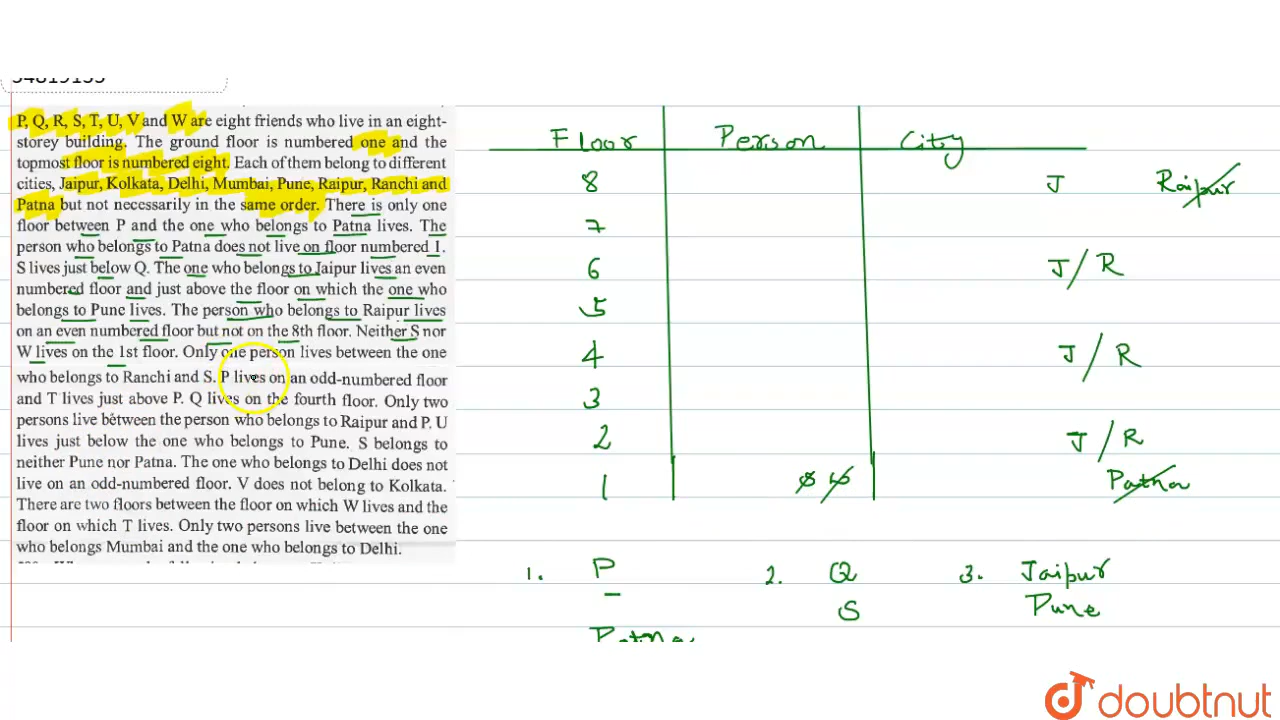 P, Q, R, S, T, U, V and W are eight friends who live in an eight-
storey building. The ground floor is numbered one and the
topmost floor is numbered eight. Each of them belong to different
cities, Jaipur, Kolkata, Delhi, Mumbai, Pune, Raipur, Ranchi and
Patna but not necessarily in the same order. There is only one
floor between P and the one who belongs to Patna lives. The
person who belongs to Patna does not live on floor numbered 1.
S lives just below Q. The one who belongs to Jaipur lives an even
numbered floor and just above the floor on which the one who
belongs to Pune lives. The person who belongs to Raipur lives
on an even numbered floor but not on the 8th floor. Neither S nor
W lives on the 1st floor. Only one person lives between the one
who belongs to Ranchi and S. P lives on an odd-numbered floor
and T lives just above P. Q lives on the fourth floor. Only two
persons live between the person who belongs to Raipur and P. U
lives just below the one who belongs to Pune. S belongs to
neither Pune nor Patna. The one who belongs to Delhi does not
live on an odd-numbered floor. V does not belong to Kolkata.
There are two floors between the floor on which W lives and the
floor on which T lives. Only two persons live between the one
who belongs Mumbai and the one who belongs to Delhi.
Floor Person City
8 J Raipur
7
6 J/R
5
4 J/R
3
2 J/R
1 S W Patna
1. P 2. Q 3. Jaipur
S Pune
Patna
doubtnut